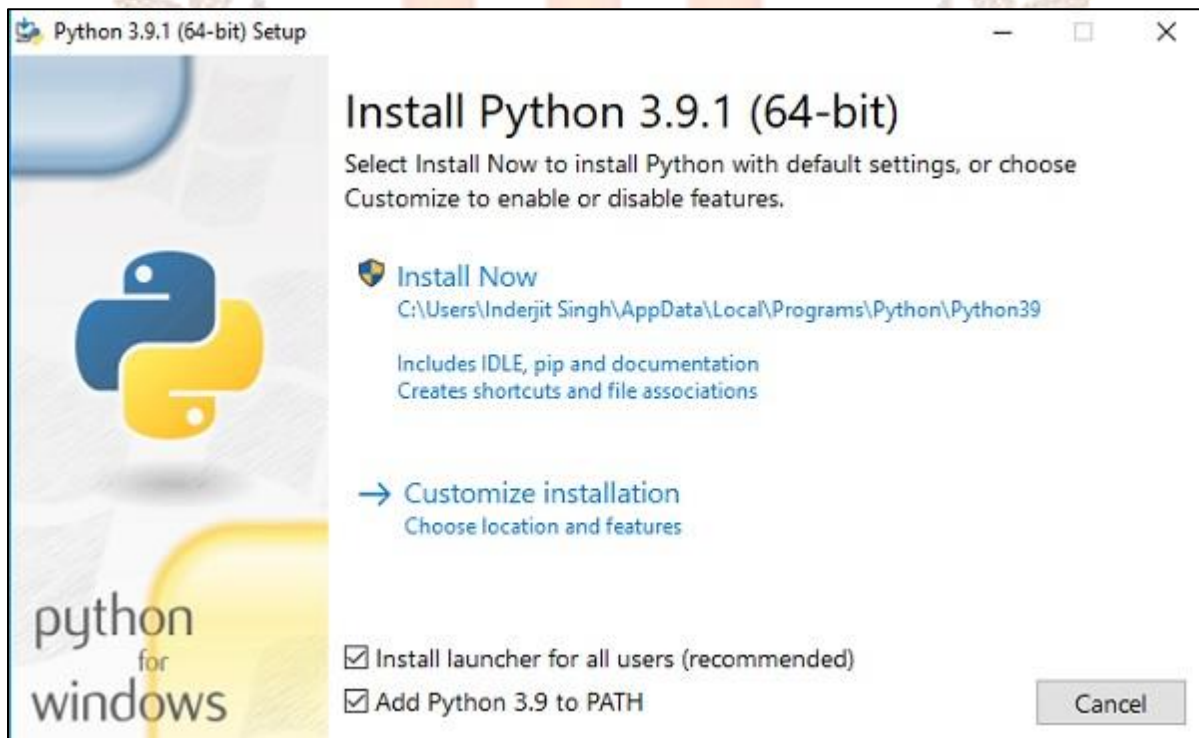 Python 3.9.1 (64-bit) Setup
Install Python 3.9.1 (64-bit)
Select Install Now to install Python with default settings, or choose
Customize to enable or disable features.
Install Now
C:\Users\Inderjit Singh\AppData\Local\Programs\Python\Python39
Includes IDLE, pip and documentation
Creates shortcuts and file associations
Customize installation
Choose location and features
python
for
windows
Install launcher for all users (recommended)
Add Python 3.9 to PATH
Cancel